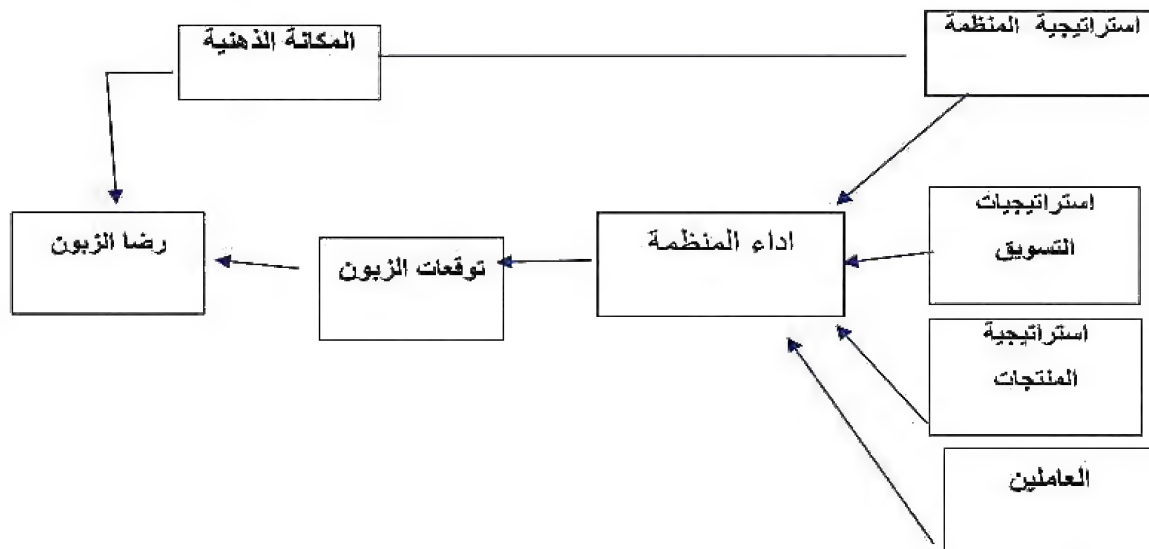 استراتيجية المنظمة
المكانة الذهنية
استراتيجيات
التسويق
اداء المنظمة
توقعات الزبون
رضا الزبون
استراتيجية
المنتجات
العاملين